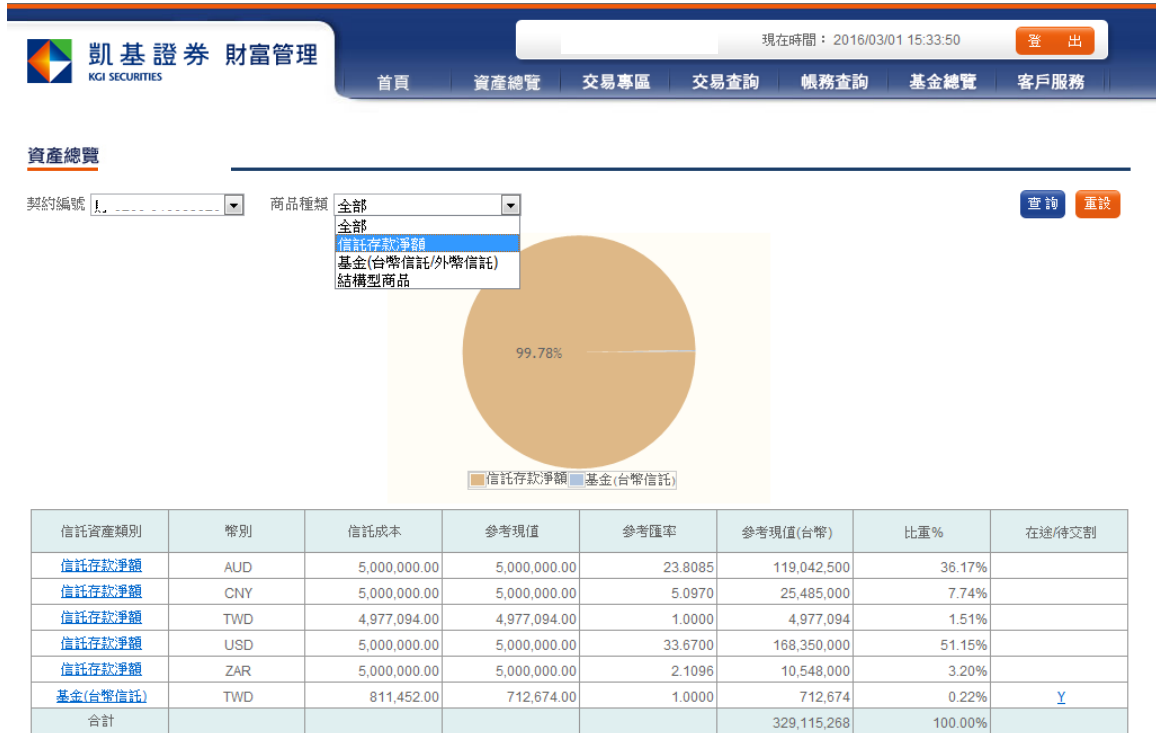 凱基證券 財富管理
KGI SECURITIES
現在時間： 2016/03/01 15:33:50
登 出
首頁 資產總覽 交易專區 交易查詢 帳務查詢 基金總覽 客戶服務
資產總覽
契約編號 商品種類 全部 查詢 重設
全部
信託存款淨額
基金(台幣信託/外幣信託)
結構型商品
99.78%
信託存款淨額 基金(台幣信託)
信託資產類別 幣別 信託成本 參考現值 參考匯率 參考現值(台幣) 比重% 在途/待交割
信託存款淨額 AUD 5,000,000.00 5,000,000.00 23.8085 119,042,500 36.17%
信託存款淨額 CNY 5,000,000.00 5,000,000.00 5.0970 25,485,000 7.74%
信託存款淨額 TWD 4,977,094.00 4,977,094.00 1.0000 4,977,094 1.51%
信託存款淨額 USD 5,000,000.00 5,000,000.00 33.6700 168,350,000 51.15%
信託存款淨額 ZAR 5,000,000.00 5,000,000.00 2.1096 10,548,000 3.20%
基金(台幣信託) TWD 811,452.00 712,674.00 1.0000 712,674 0.22% Y
合計 329,115,268 100.00%